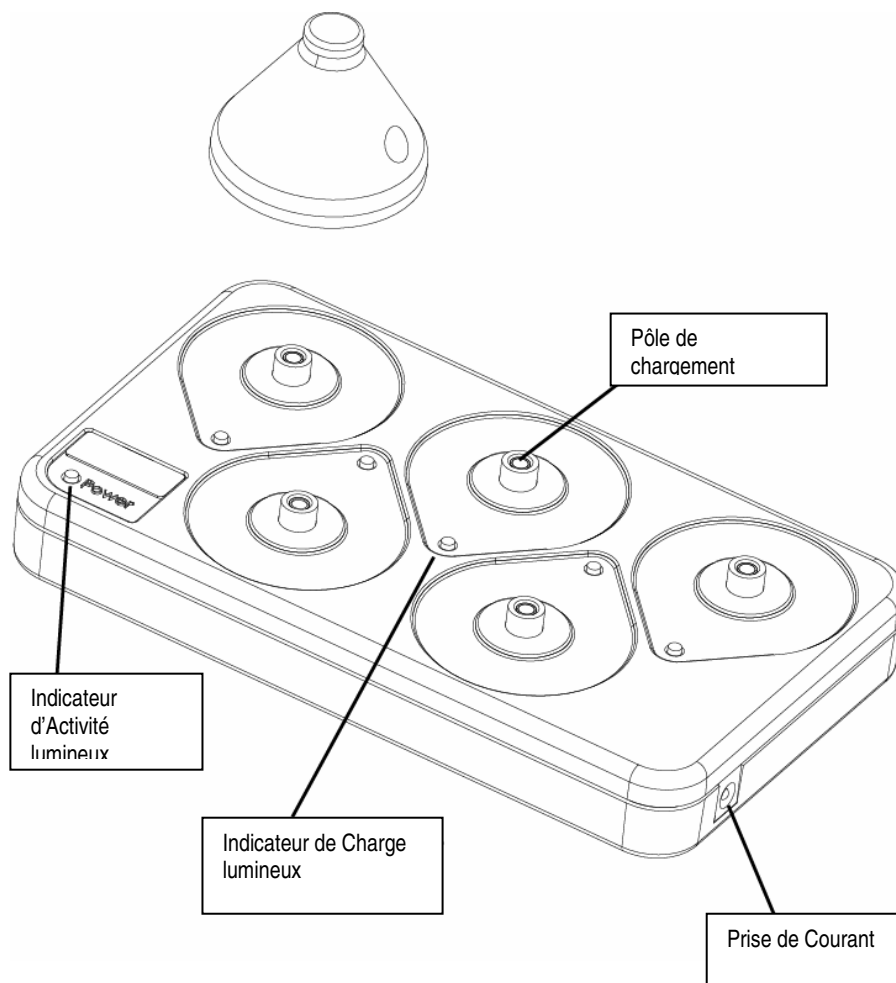 Pôle de
chargement
Power
Indicateur
d'Activité
lumineux
Indicateur de Charge
lumineux
Prise de Courant